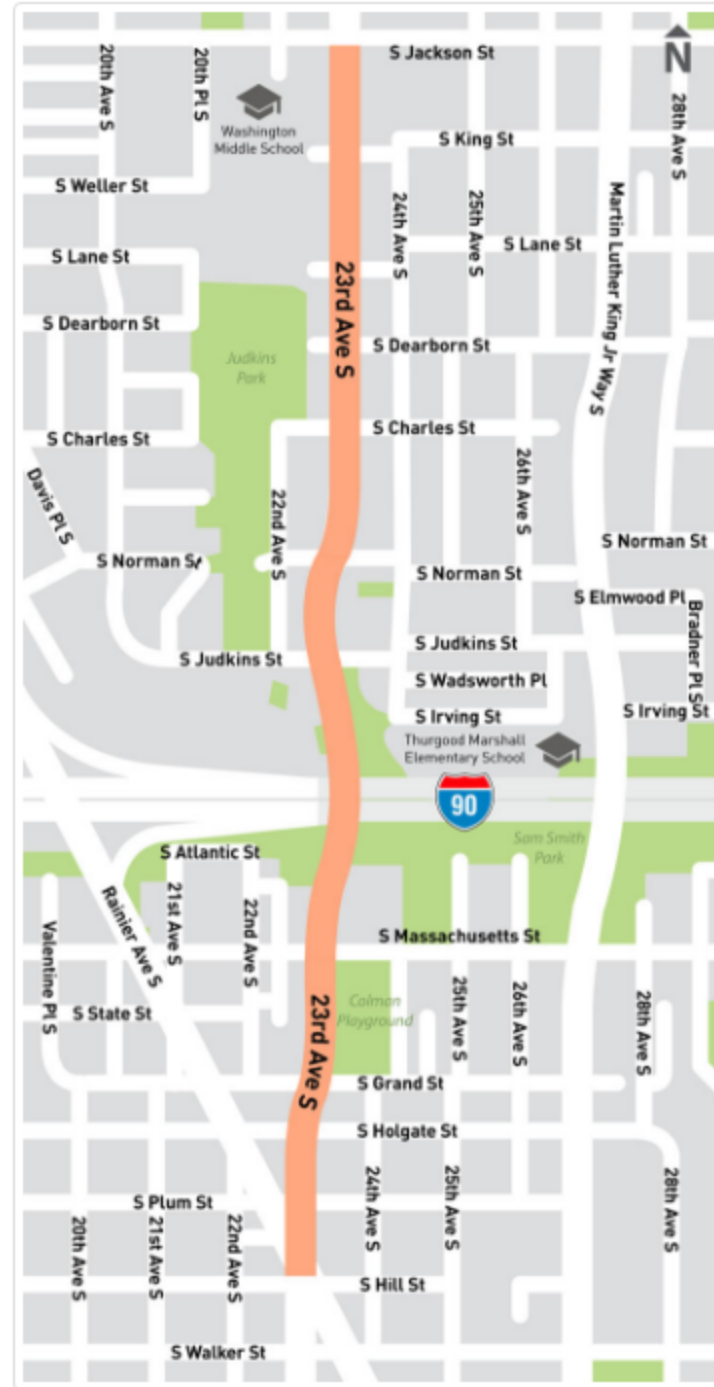 S Jackson St
N
20th Ave S
20th Pl S
28th Ave S
Washington
Middle School
S King St
S Weller St
24th Ave S
25th Ave S
Martin Luther King Jr Way S
S Lane St
S Lane St
23rd Ave S
S Dearborn St
S Dearborn St
Judkins
Park
S Charles St
S Charles St
Davis Pl S
22nd Ave S
26th Ave S
S Norman St
S Norman St
S Norman St
S Elmwood Pl
Bradner Pl S
S Judkins St
S Judkins St
S Wadsworth Pl
S Irving St
S Irving St
Thurgood Marshall
Elementary School
90
Sam Smith
Park
S Atlantic St
Rainier Ave S
21st Ave S
22nd Ave S
Valentine Pl S
S Massachusetts St
23rd Ave S
Colman
Playground
25th Ave S
26th Ave S
28th Ave S
S State St
S Grand St
S Holgate St
24th Ave S
25th Ave S
28th Ave S
S Plum St
20th Ave S
21st Ave S
22nd Ave S
S Hill St
S Walker St